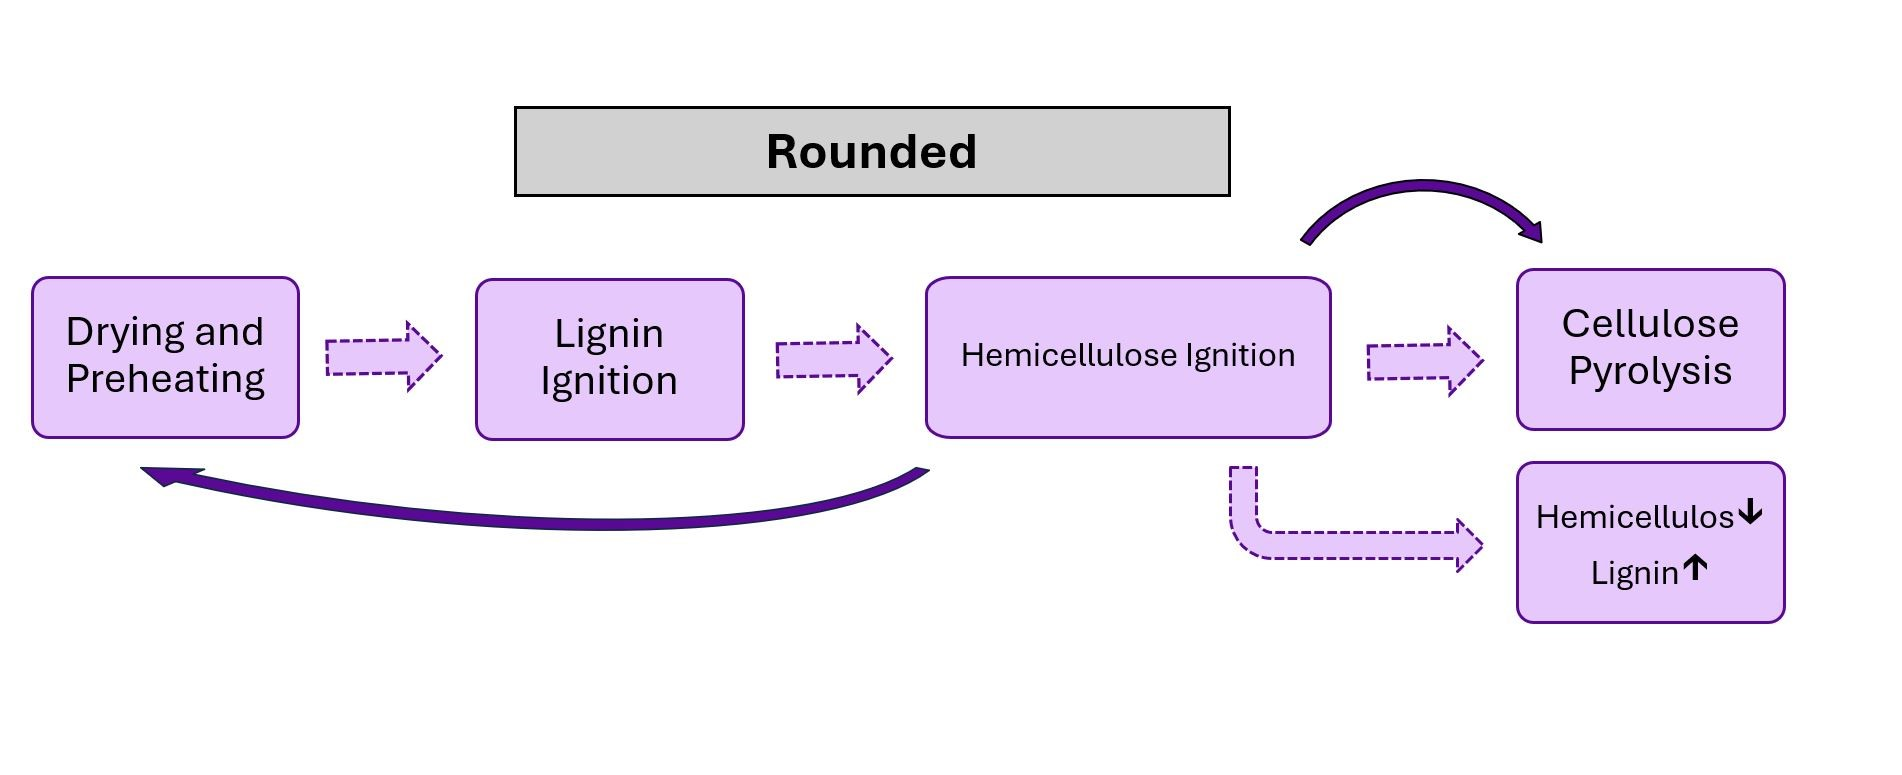 Rounded
Drying and
Preheating
Lignin
Ignition
Hemicellulose Ignition
Cellulose
Pyrolysis
Hemicellulos↓
Lignin↑